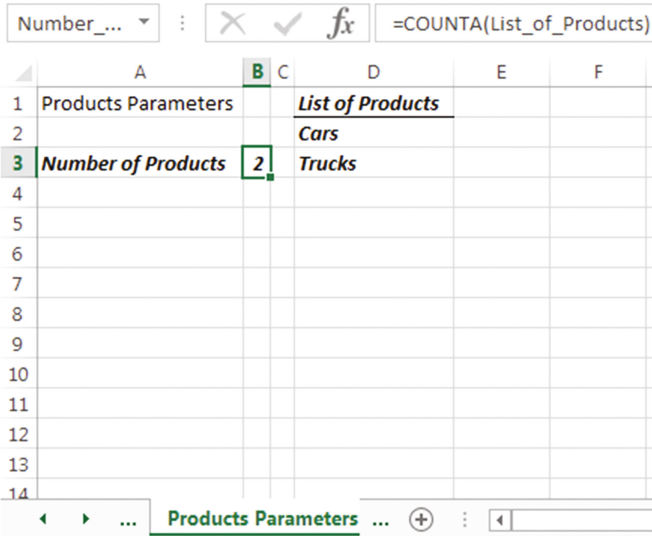 Number_... fx =COUNTA(List_of_Products)
A B C D E F
1 Products Parameters List of Products
2 Cars
3 Number of Products 2 Trucks
4
5
6
7
8
9
10
11
12
13
14
... Products Parameters ...